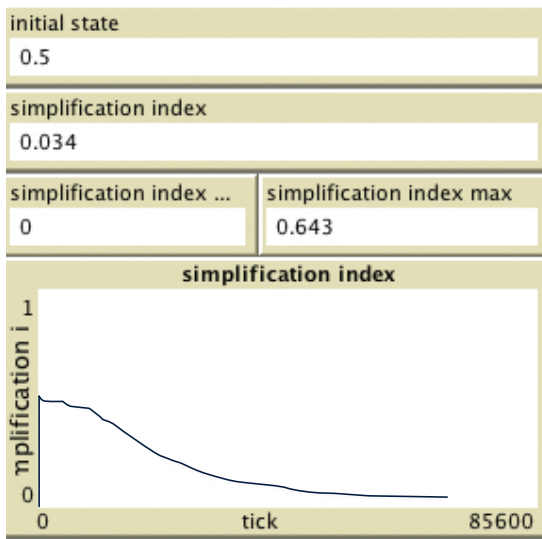 initial state
0.5
simplification index
0.034
simplification index ...
0
simplification index max
0.643
simplification index
1
mplification i
0
0
tick
85600